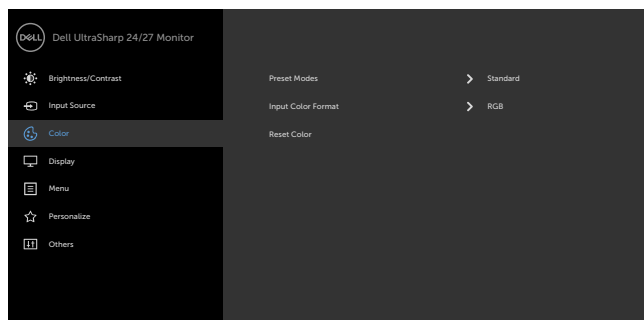 DELL Dell UltraSharp 24/27 Monitor
Brightness/Contrast
Preset Modes Standard
Input Source
Input Color Format RGB
Color
Reset Color
Display
Menu
Personalize
Others